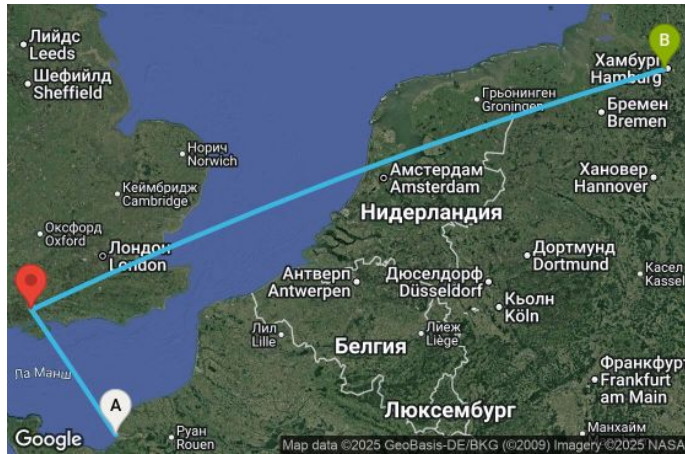 B
Лийдс
Leeds
Хамбург
Hamburg
Шефийлд
Sheffield
Грьонинген
Groningen
Бремен
Bremen
Норич
Norwich
Амстердам
Amsterdam
Хановер
Hannover
Кеймбридж
Cambridge
Нидерландия
Оксфорд
Oxford
Лондон
London
Дортмунд
Dortmund
Антверп
Antwerpen
Дюселдорф
Düsseldorf
Касел
Kassel
Кьолн
Köln
Лил
Lille
Лиеж
Liège
Белгия
Ла Манш
Франкфурт
Frankfurt
am Main
A
Люксембург
Руан
Rouen
Манхайм
Google
Map data ©2025 GeoBasis-DE/BKG (©2009) Imagery ©2025 NASA